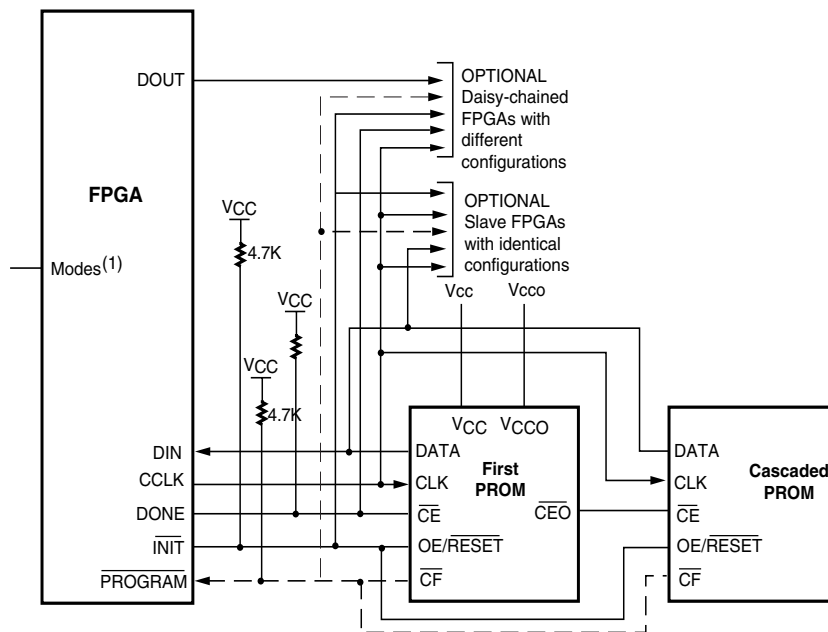 DOUT
OPTIONAL
Daisy-chained
FPGAs with
different
configurations
FPGA
VCC
4.7K
OPTIONAL
Slave FPGAs
with identical
configurations
Modes(1)
VCC
Vcc
Vcco
VCC
4.7K
VCC
VCCO
DIN
DATA
DATA
First
PROM
Cascaded
PROM
CCLK
CLK
CLK
DONE
CE
CEO
CE
INIT
OE/RESET
OE/RESET
PROGRAM
CF
CF